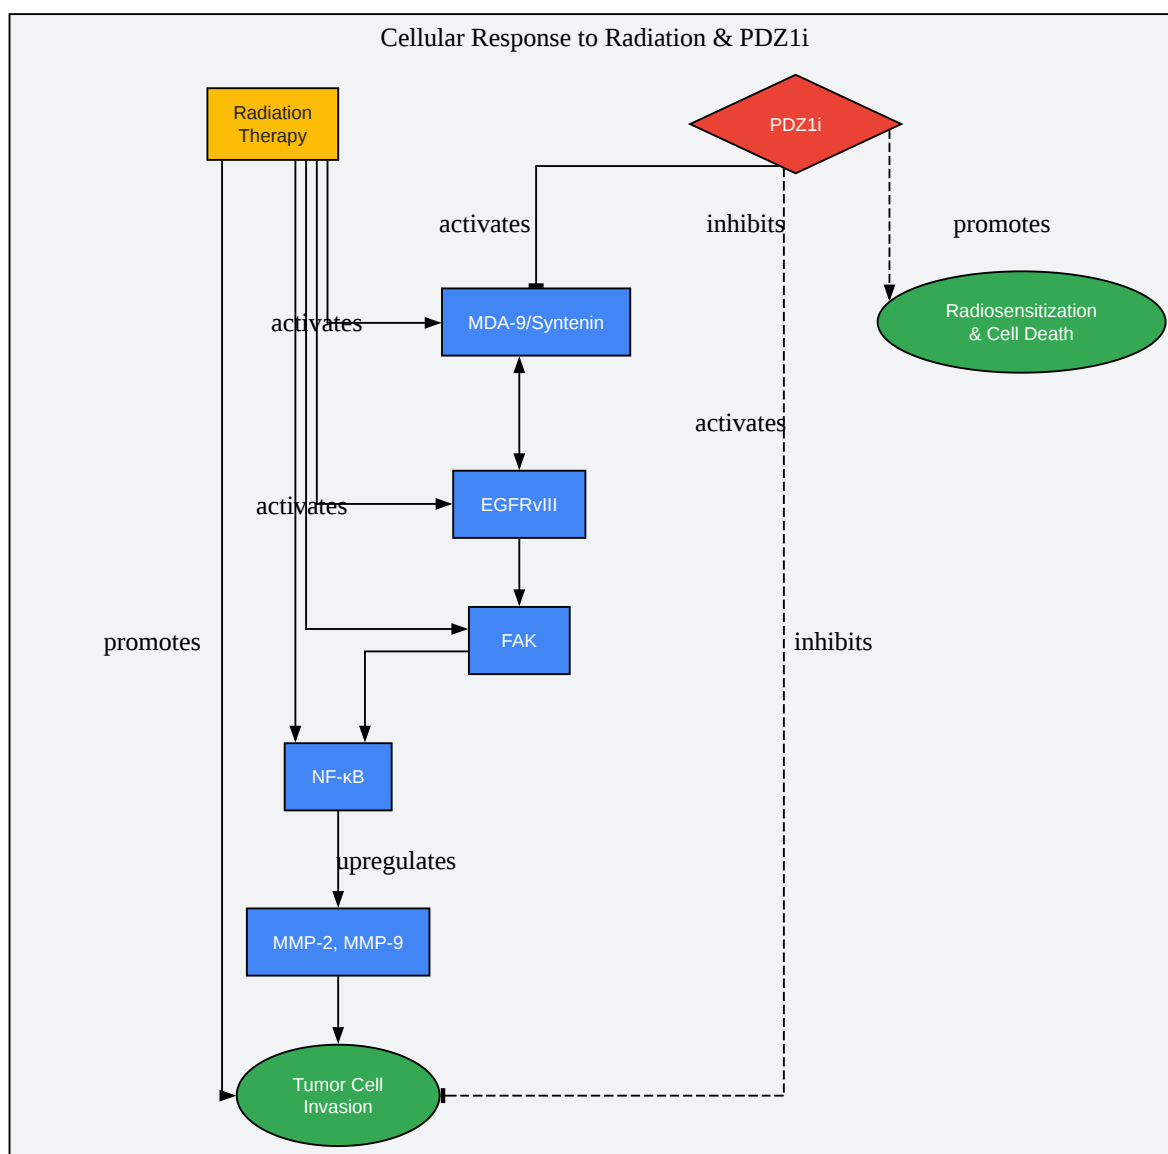 Cellular Response to Radiation & PDZ1i
Radiation
Therapy
PDZ1i
activates
inhibits
promotes
MDA-9/Syntenin
Radiosensitization
& Cell Death
activates
activates
EGFRvIII
activates
FAK
promotes
inhibits
NF-κB
upregulates
MMP-2, MMP-9
Tumor Cell
Invasion